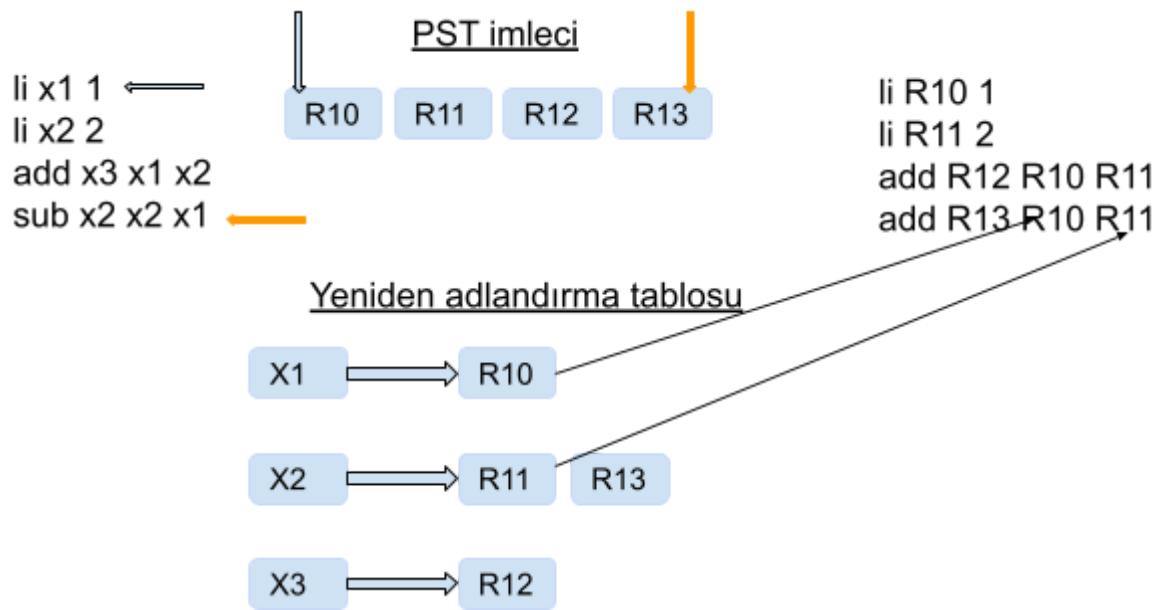 PST imleci
li x1 1
li x2 2
add x3 x1 x2
sub x2 x2 x1
R10 R11 R12 R13
li R10 1
li R11 2
add R12 R10 R11
add R13 R10 R11
Yeniden adlandırma tablosu
X1 R10
X2 R11 R13
X3 R12